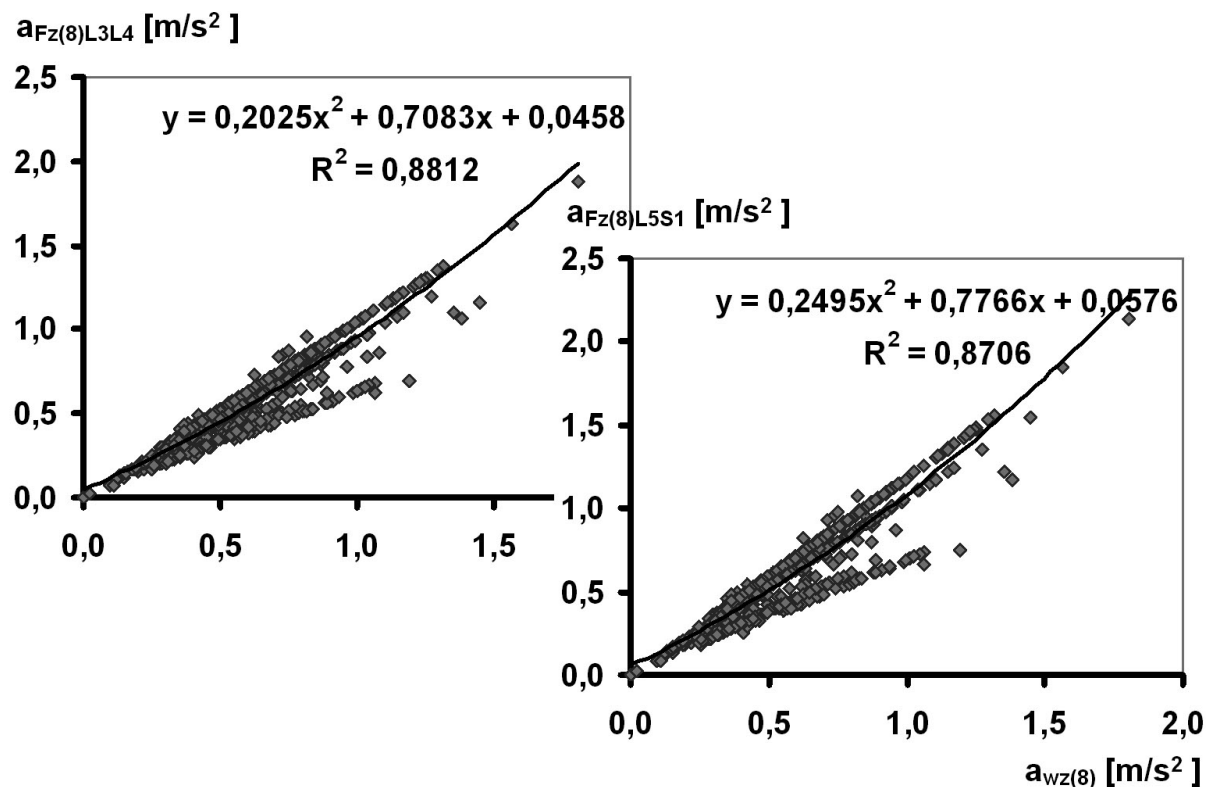 aFz(8)L3L4 [m/s² ]
2,5
y = 0,2025x² + 0,7083x + 0,0458
2,0
R² = 0,8812
1,5
1,0
0,5
0,0
0,0 0,5 1,0 1,5
aFz(8)L5S1 [m/s² ]
2,5
y = 0,2495x² + 0,7766x + 0,0576
2,0
R² = 0,8706
1,5
1,0
0,5
0,0
0,0 0,5 1,0 1,5 2,0
awz(8) [m/s² ]